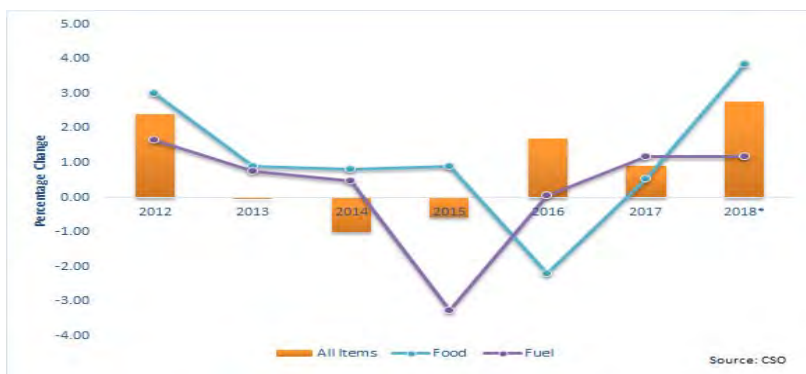 5.00
4.00
3.00
2.00
1.00
0.00
-1.00
-2.00
-3.00
-4.00
Percentage Change
2012 2013 2014 2015 2016 2017 2018*
All Items Food Fuel
Source: CSO